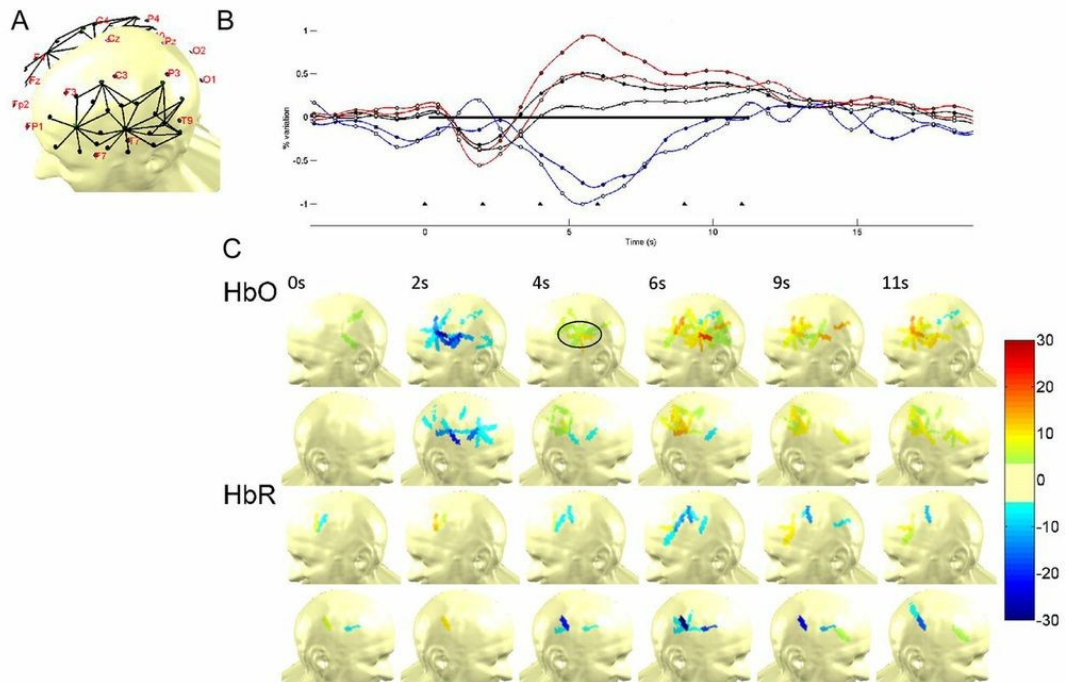 A
B
C4
P4
Cz
Pz
O2
Fz
C3
P3
O1
Fp2
F3
FP1
T9
T7
F7
% variation
1
0.5
0
-0.5
-1
0
5
10
15
Time (s)
C
0s
2s
4s
6s
9s
11s
HbO
HbR
30
20
10
0
-10
-20
-30